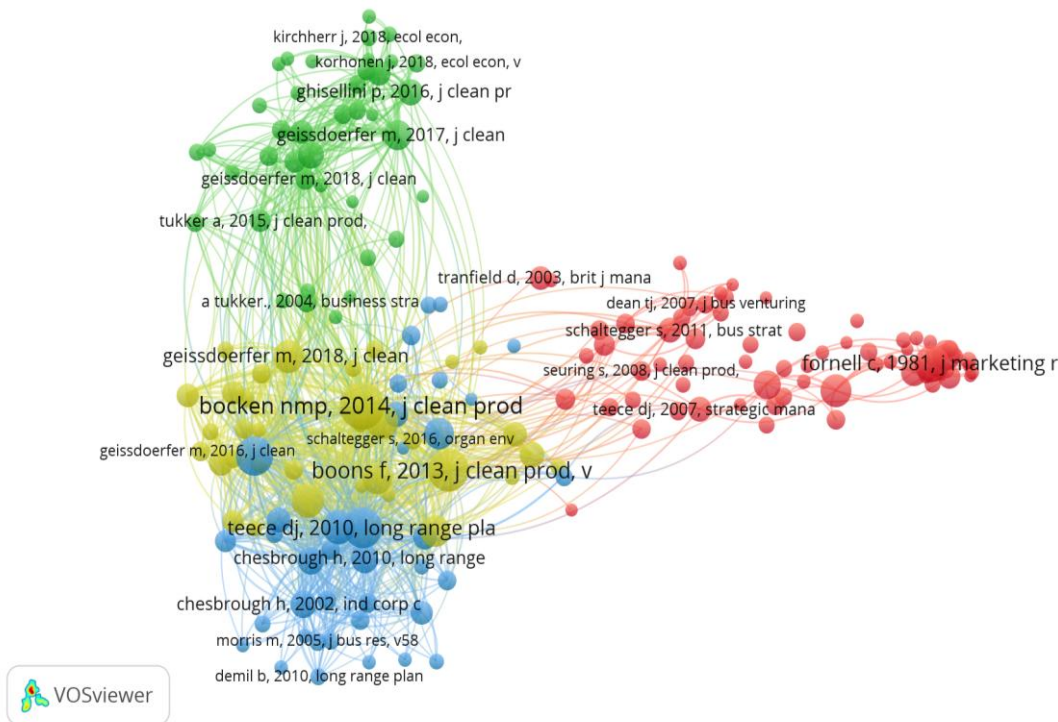 kirchherr j, 2018, ecol econ,
korhonen j, 2018, ecol econ, v
ghisellini p, 2016, j clean pr
geissdoerfer m, 2017, j clean
geissdoerfer m, 2018, j clean
tukker a, 2015, j clean prod,
tranfield d, 2003, brit j mana
a tukker., 2004, business stra
dean tj, 2007, j bus venturing
schaltegger s, 2011, bus strat
geissdoerfer m, 2018, j clean
fornell c, 1981, j marketing r
seuring s, 2008, j clean prod,
bocken nmp, 2014, j clean prod
teece dj, 2007, strategic mana
schaltegger s, 2016, organ env
geissdoerfer m, 2016, j clean
boons f, 2013, j clean prod, v
teece dj, 2010, long range pla
chesbrough h, 2010, long range
chesbrough h, 2002, ind corp c
morris m, 2005, j bus res, v58
demil b, 2010, long range plan
VOSviewer